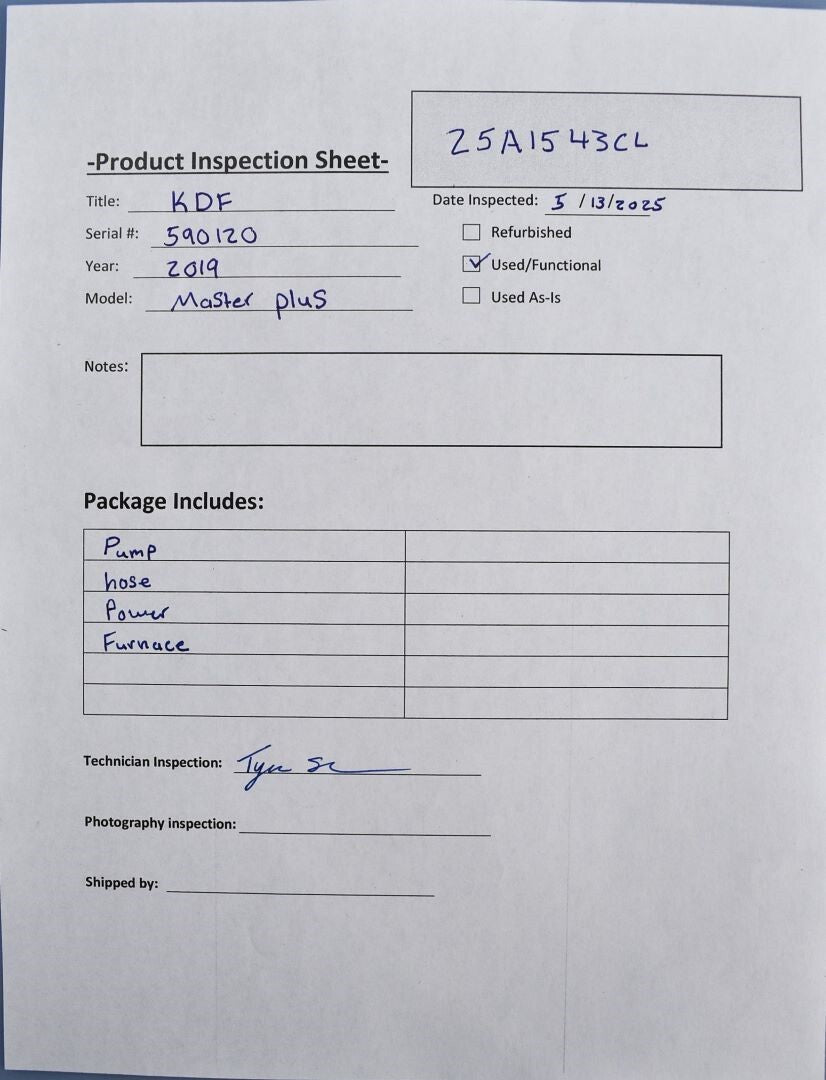 25A1543CL
-Product Inspection Sheet-
Title: KDF
Date Inspected: 5/13/2025
Serial #: 590120
Refurbished
Year: 2019
Used/Functional
Model: Master plus
Used As-Is
Notes:
Package Includes:
Pump
hose
Power
Furnace
Technician Inspection:
Photography inspection:
Shipped by: